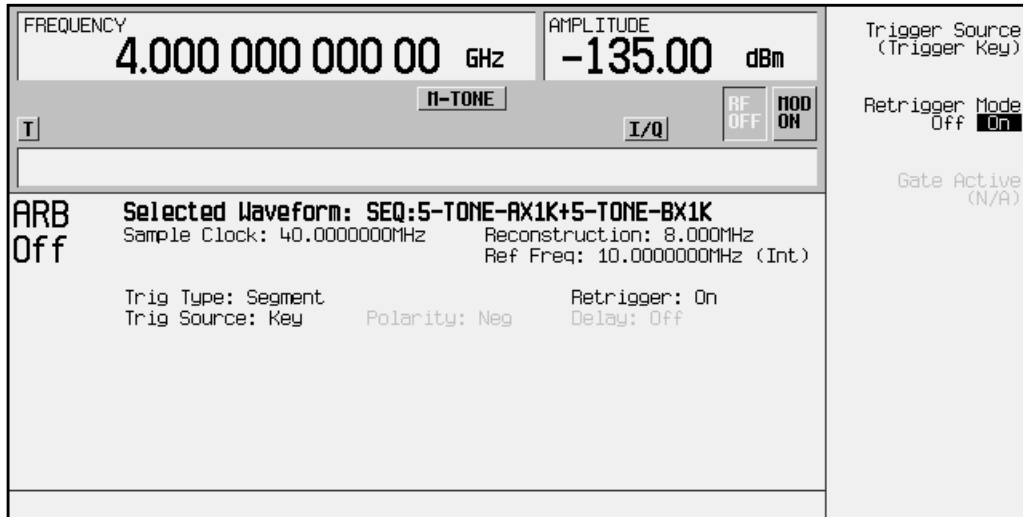 FREQUENCY
4.000 000 000 00 GHz
AMPLITUDE
-135.00 dBm
M-TONE
T
I/Q
RF OFF
MOD ON
ARB Off
Selected Waveform: SEQ:5-TONE-AX1K+5-TONE-BX1K
Sample Clock: 40.0000000MHz Reconstruction: 8.000MHz
Ref Freq: 10.0000000MHz (Int)
Trig Type: Segment Retrigger: On
Trig Source: Key Polarity: Neg Delay: Off
Trigger Source
(Trigger Key)
Retrigger Mode
Off On
Gate Active
(N/A)